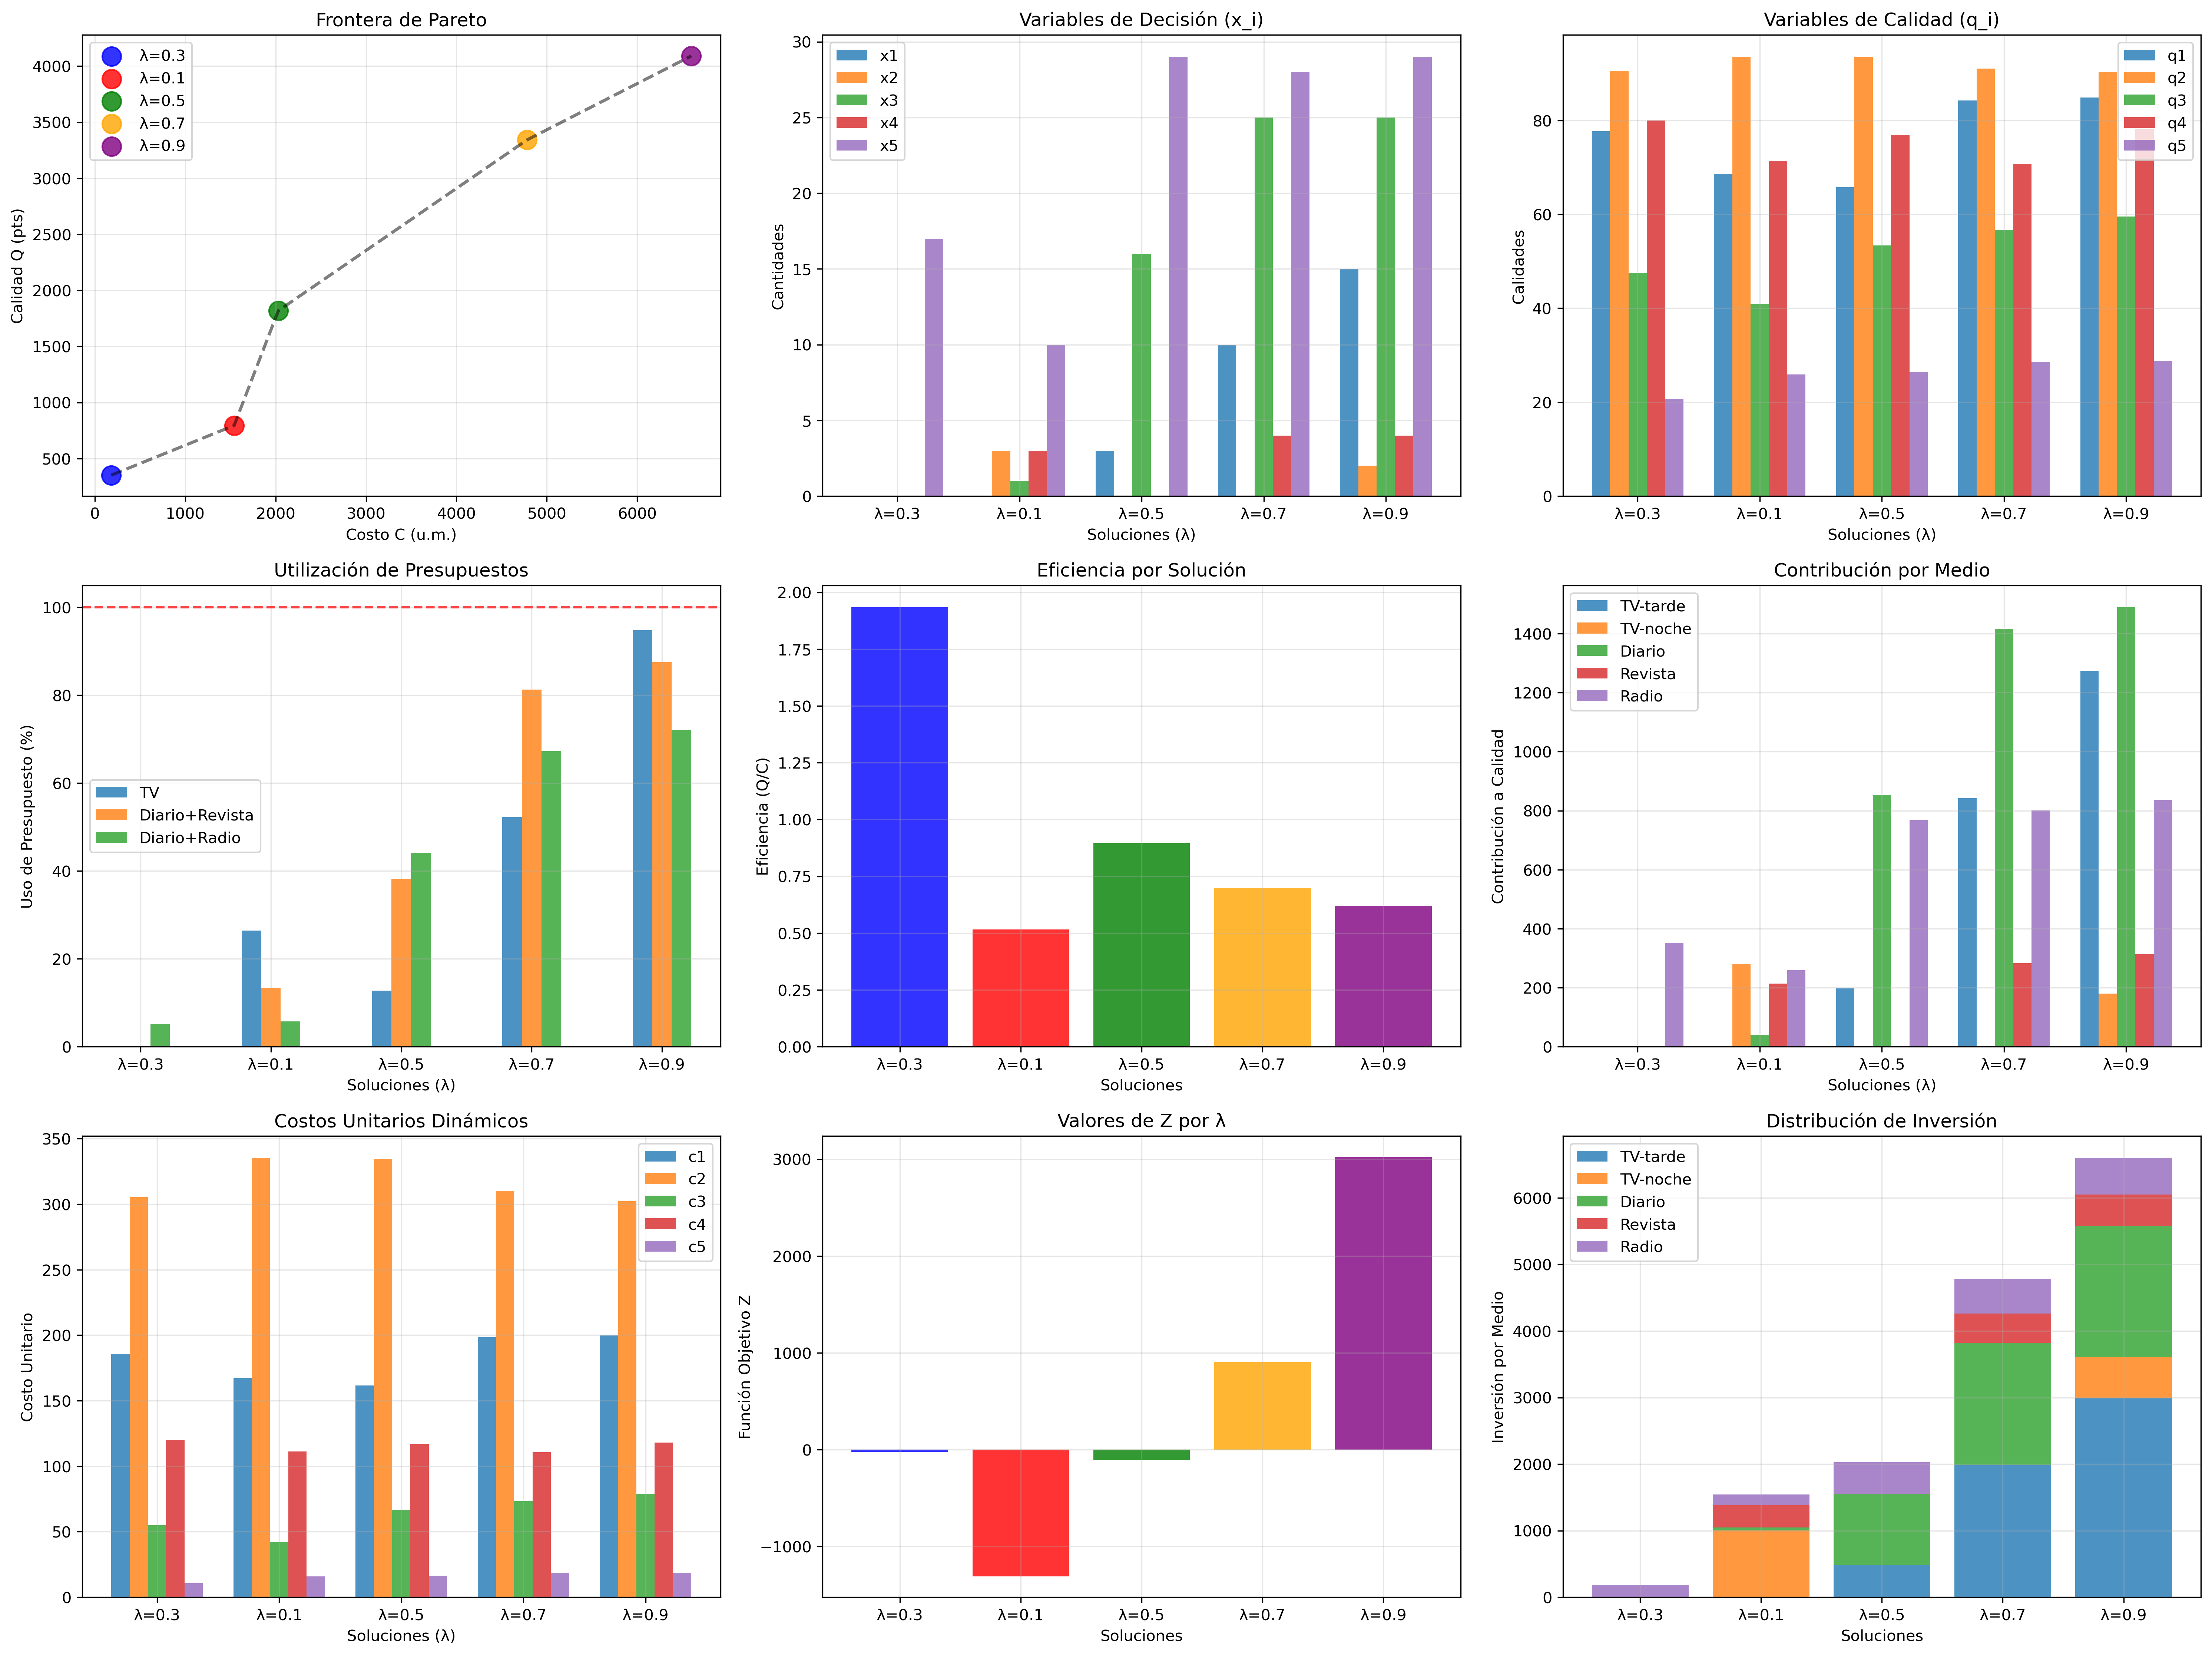 Frontera de Pareto
Calidad Q (pts)
4000
3500
3000
2500
2000
1500
1000
500
λ=0.3
λ=0.1
λ=0.5
λ=0.7
λ=0.9
0 1000 2000 3000 4000 5000 6000
Costo C (u.m.)
Variables de Decisión (x_i)
Cantidades
30
25
20
15
10
5
0
x1
x2
x3
x4
x5
λ=0.3 λ=0.1 λ=0.5 λ=0.7 λ=0.9
Soluciones (λ)
Variables de Calidad (q_i)
Calidades
80
60
40
20
0
q1
q2
q3
q4
q5
λ=0.3 λ=0.1 λ=0.5 λ=0.7 λ=0.9
Soluciones (λ)
Utilización de Presupuestos
Uso de Presupuesto (%)
100
80
60
40
20
0
TV
Diario+Revista
Diario+Radio
λ=0.3 λ=0.1 λ=0.5 λ=0.7 λ=0.9
Soluciones (λ)
Eficiencia por Solución
Eficiencia (Q/C)
2.00
1.75
1.50
1.25
1.00
0.75
0.50
0.25
0.00
λ=0.3 λ=0.1 λ=0.5 λ=0.7 λ=0.9
Soluciones
Contribución por Medio
Contribución a Calidad
1400
1200
1000
800
600
400
200
0
TV-tarde
TV-noche
Diario
Revista
Radio
λ=0.3 λ=0.1 λ=0.5 λ=0.7 λ=0.9
Soluciones (λ)
Costos Unitarios Dinámicos
Costo Unitario
350
300
250
200
150
100
50
0
c1
c2
c3
c4
c5
λ=0.3 λ=0.1 λ=0.5 λ=0.7 λ=0.9
Soluciones (λ)
Valores de Z por λ
Función Objetivo Z
3000
2000
1000
0
−1000
λ=0.3 λ=0.1 λ=0.5 λ=0.7 λ=0.9
Soluciones
Distribución de Inversión
Inversión por Medio
6000
5000
4000
3000
2000
1000
0
TV-tarde
TV-noche
Diario
Revista
Radio
λ=0.3 λ=0.1 λ=0.5 λ=0.7 λ=0.9
Soluciones